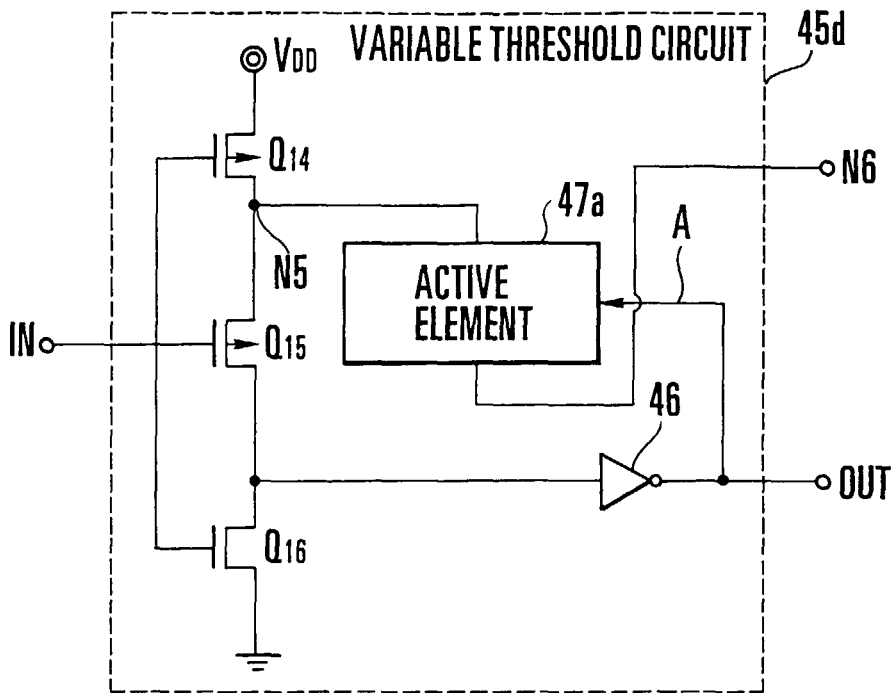 VARIABLE THRESHOLD CIRCUIT
45d
VDD
Q14
N6
47a
A
N5
ACTIVE
ELEMENT
IN
Q15
46
OUT
Q16